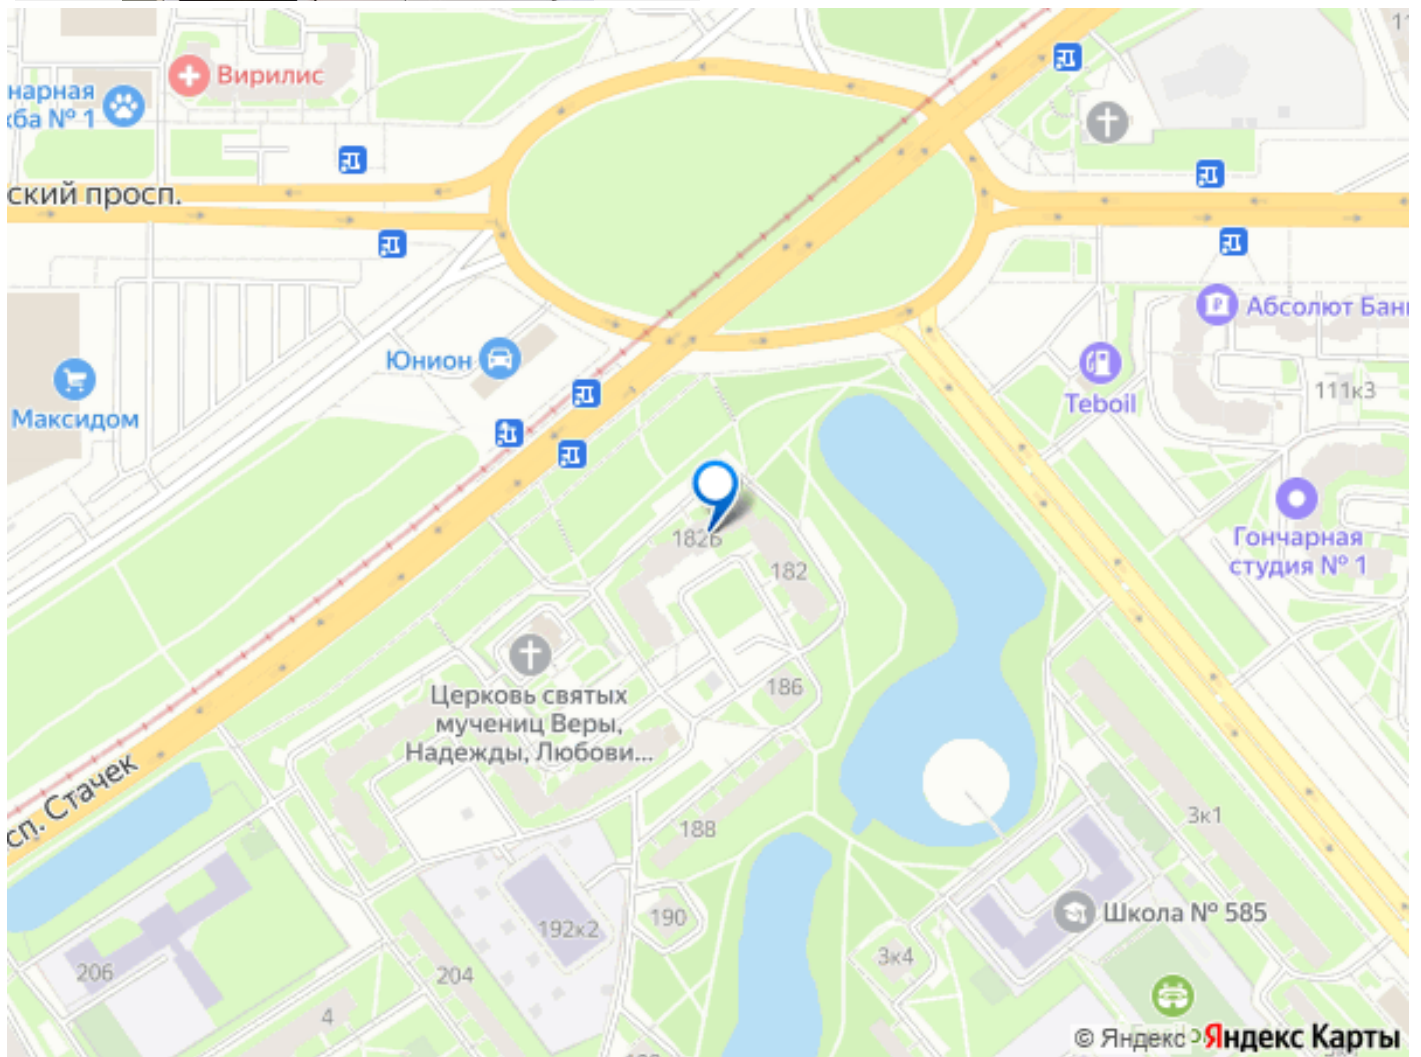 Вирилис
нарная
ба № 1
ский просп.
Абсолют Бан
Юнион
Teboil
111к3
Максидом
182Б
Гончарная
студия № 1
182
Церковь святых
мучениц Веры,
Надежды, Любови...
186
сп. Стачек
188
3к1
190
192к2
Школа № 585
206
204
3к4
4
© Яндекс Яндекс Карты